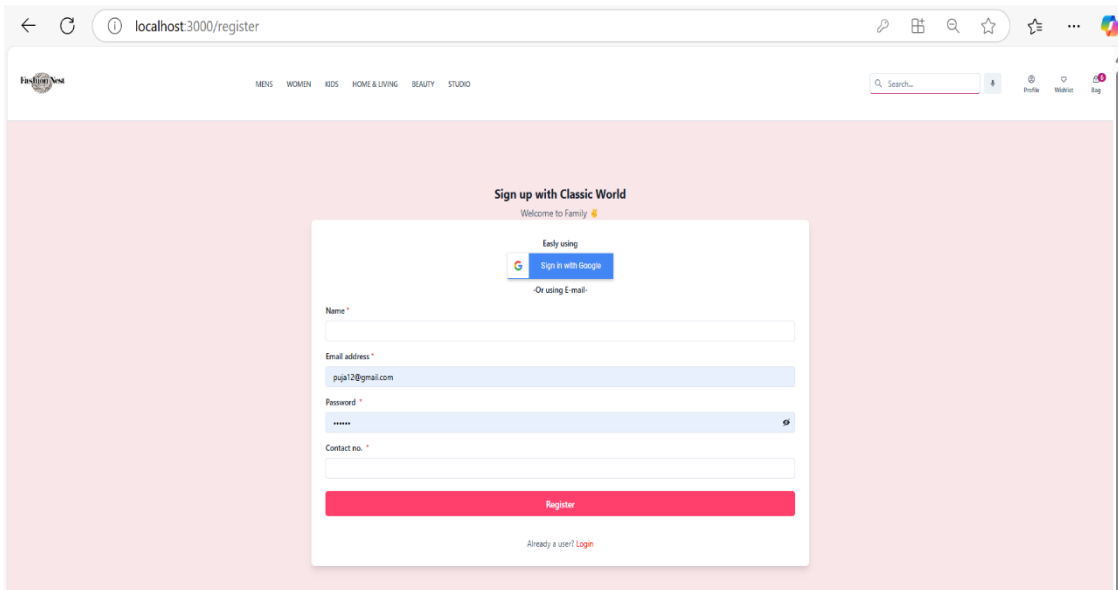 localhost:3000/register
Fashion Nest
MENS WOMEN KIDS HOME & LIVING BEAUTY STUDIO
Search...
Profile Wishlist Bag
Sign up with Classic World
Welcome to Family ✌
Easly using
G Sign in with Google
-Or using E-mail-
Name *
Email address *
puja12@gmail.com
Password *
••••••
Contact no. *
Register
Already a user? Login